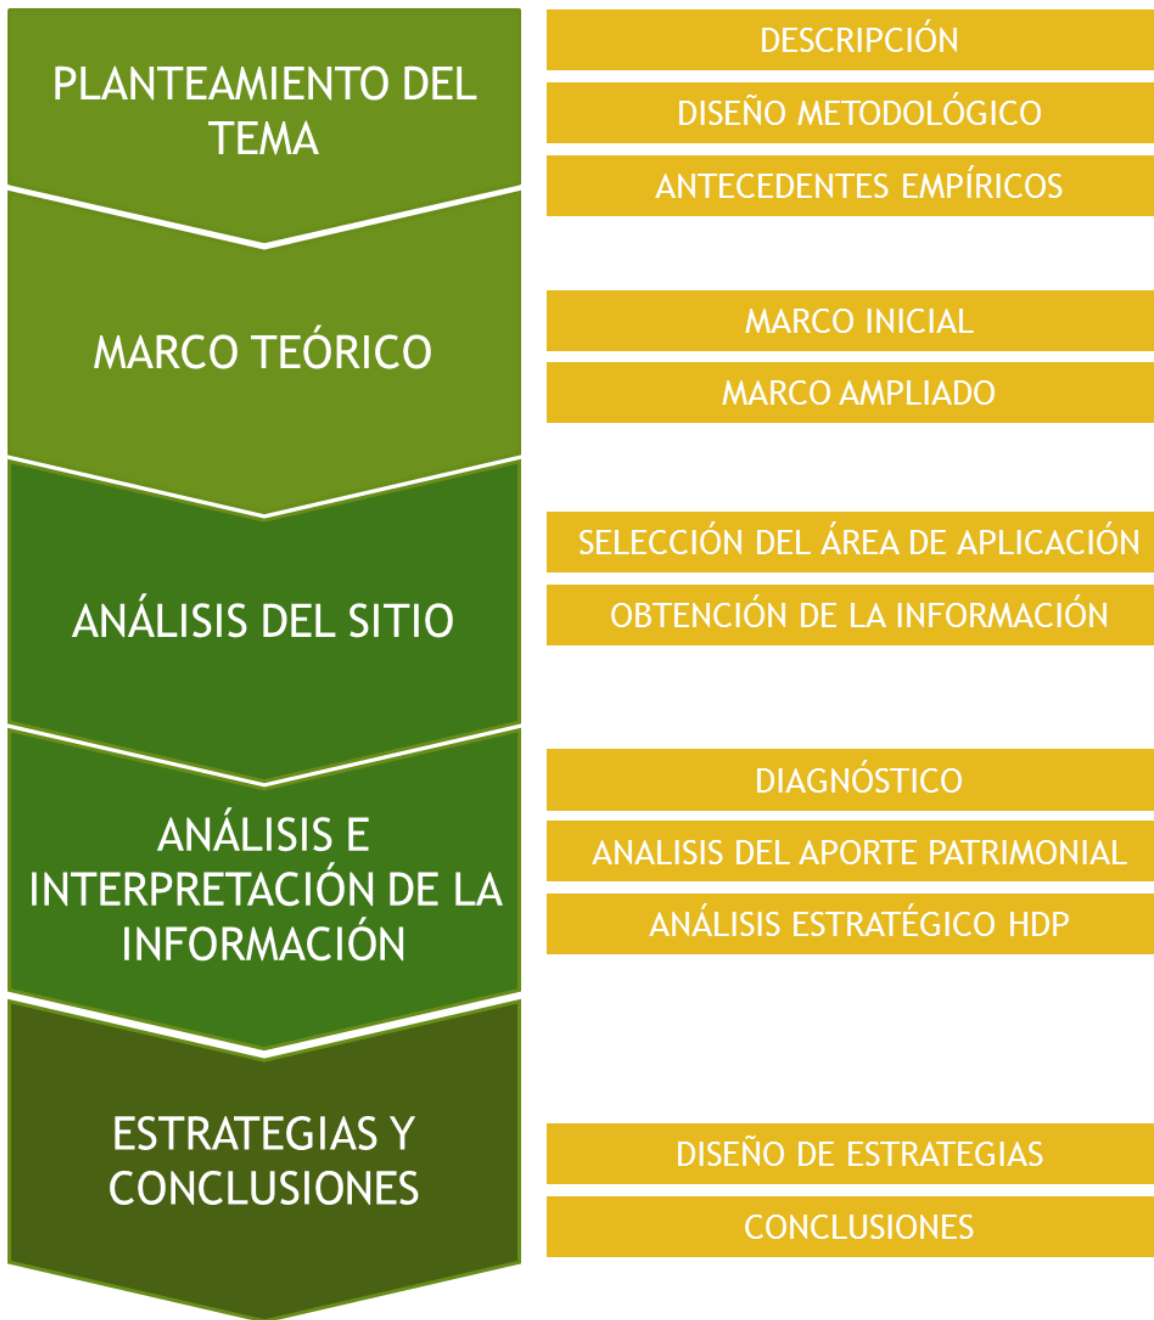 PLANTEAMIENTO DEL
TEMA
DESCRIPCIÓN
DISEÑO METODOLÓGICO
ANTECEDENTES EMPÍRICOS
MARCO TEÓRICO
MARCO INICIAL
MARCO AMPLIADO
ANÁLISIS DEL SITIO
SELECCIÓN DEL ÁREA DE APLICACIÓN
OBTENCIÓN DE LA INFORMACIÓN
ANÁLISIS E
INTERPRETACIÓN DE LA
INFORMACIÓN
DIAGNÓSTICO
ANALISIS DEL APORTE PATRIMONIAL
ANÁLISIS ESTRATÉGICO HDP
ESTRATEGIAS Y
CONCLUSIONES
DISEÑO DE ESTRATEGIAS
CONCLUSIONES